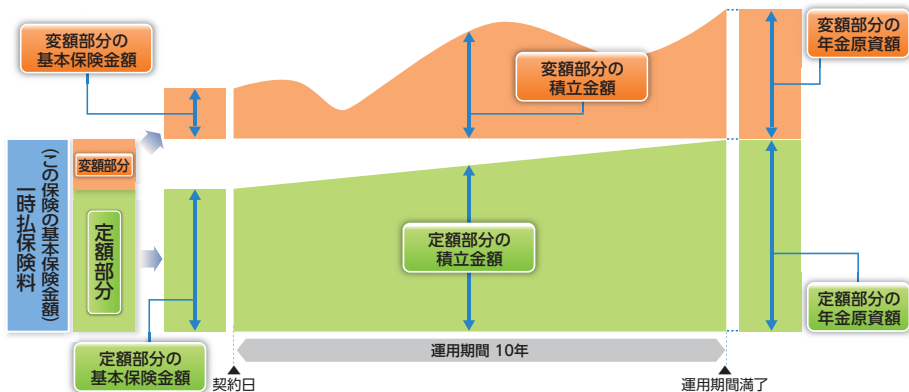 変額部分の
基本保険金額
変額部分の
積立金額
変額部分の
年金原資額
一時払保険料
(この保険の基本保険金額)
変額部分
定額部分
定額部分の
積立金額
定額部分の
年金原資額
定額部分の
基本保険金額
運用期間 10年
契約日
運用期間満了